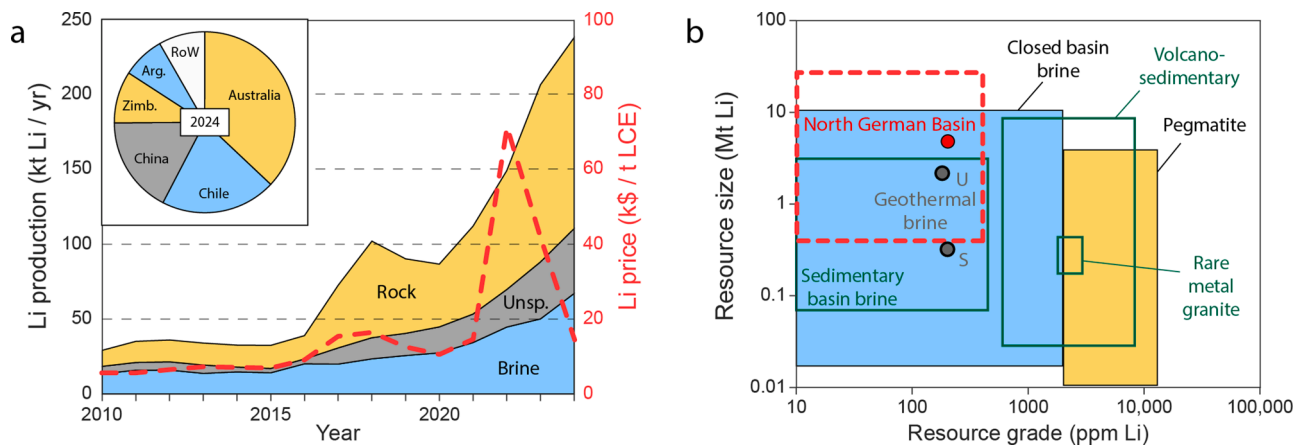 a
Li production (kt Li / yr)
250
200
150
100
50
0
2010
2015
2020
Year
100
80
60
40
20
0
Li price (k$ / t LCE)
RoW
Arg.
Australia
Zimb.
2024
China
Chile
Rock
Unsp.
Brine
b
Resource size (Mt Li)
100
10
1
0.1
0.01
10
100
1000
10,000
100,000
Resource grade (ppm Li)
Closed basin
brine
Volcano-
sedimentary
Pegmatite
North German Basin
U
Geothermal
brine
S
Sedimentary
basin brine
Rare
metal
granite